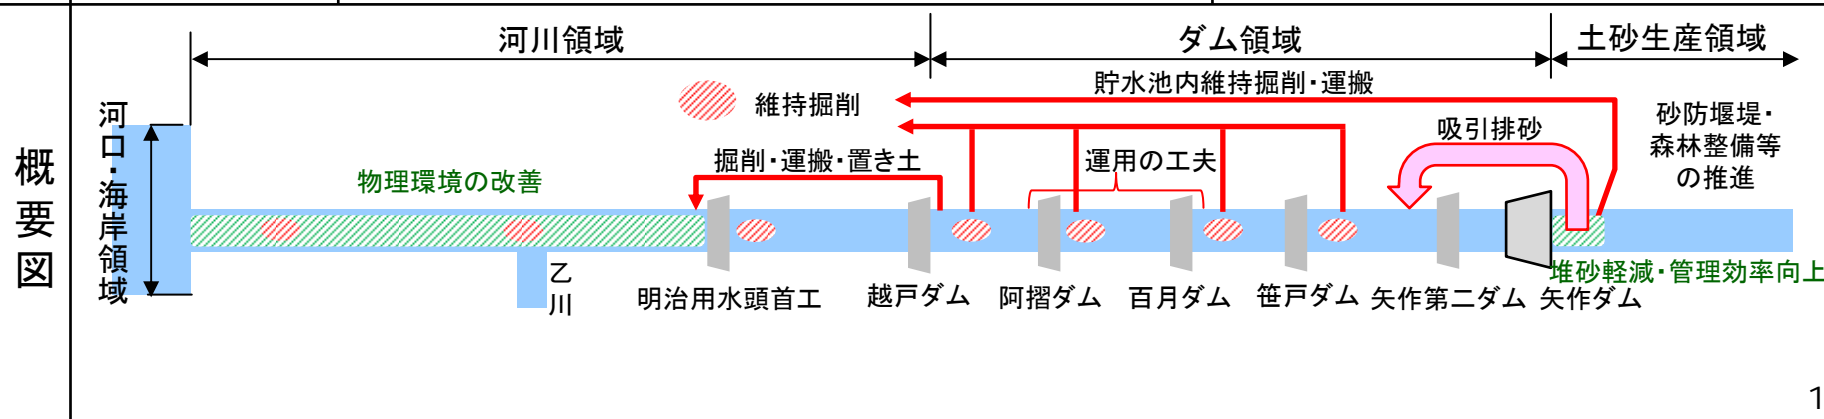 概要図
河川領域
ダム領域
土砂生産領域
河口・海岸領域
維持掘削
貯水池内維持掘削・運搬
吸引排砂
砂防堰堤・
森林整備等
の推進
掘削・運搬・置き土
運用の工夫
物理環境の改善
乙川
明治用水頭首工
越戸ダム
阿摺ダム
百月ダム
笹戸ダム
矢作第二ダム
矢作ダム
堆砂軽減・管理効率向上
1